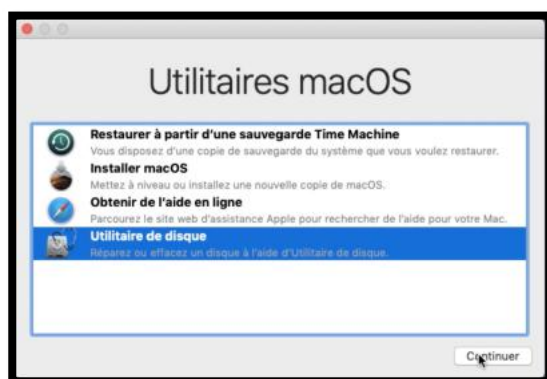 Utilitaires macOS
Restaurer à partir d'une sauvegarde Time Machine
Vous disposez d'une copie de sauvegarde du système que vous voulez restaurer.
Installer macOS
Mettez à niveau ou installez une nouvelle copie de macOS.
Obtenir de l'aide en ligne
Parcourez le site web d'assistance Apple pour rechercher de l'aide pour votre Mac.
Utilitaire de disque
Réparez ou effacez un disque à l'aide d'Utilitaire de disque.
Continuer